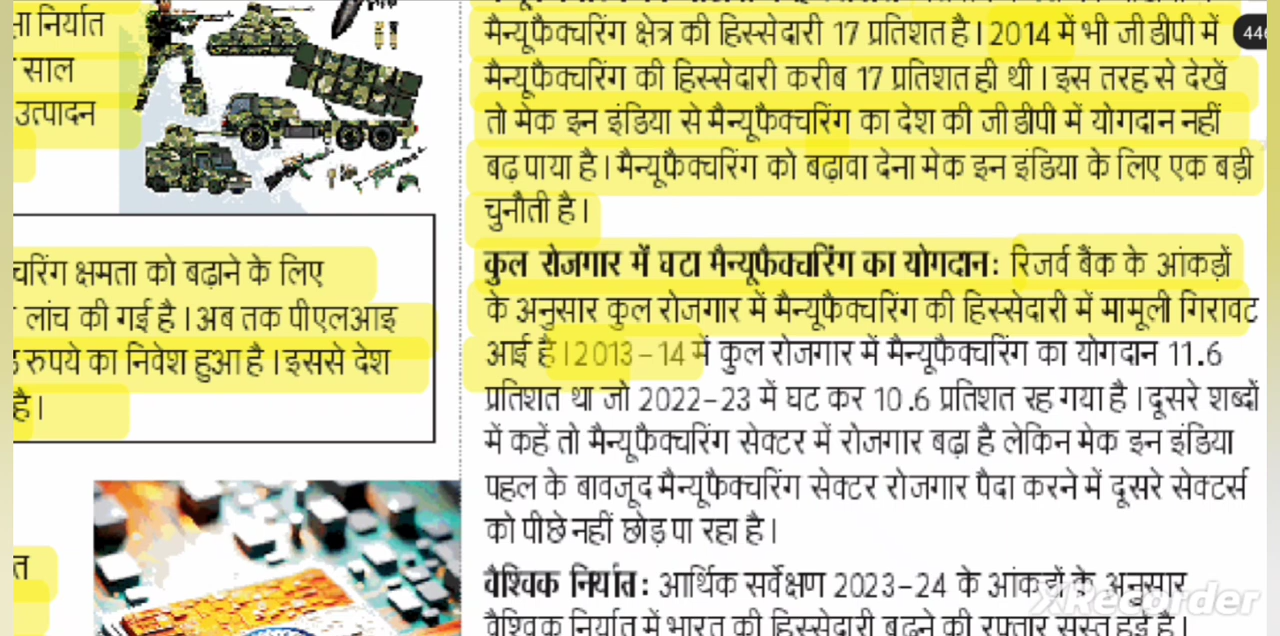 निर्यात
साल
उत्पादन
चरिंग क्षमता को बढ़ाने के लिए
लांच की गई है । अब तक पीएलआइ
रुपये का निवेश हुआ है । इससे देश
है ।
त
मैन्यूफैक्चरिंग क्षेत्र की हिस्सेदारी 17 प्रतिशत है । 2014 में भी जीडीपी में
मैन्यूफैक्चरिंग की हिस्सेदारी करीब 17 प्रतिशत ही थी । इस तरह से देखें
तो मेक इन इंडिया से मैन्यूफैक्चरिंग का देश की जीडीपी में योगदान नहीं
बढ़ पाया है । मैन्यूफैक्चरिंग को बढ़ावा देना मेक इन इंडिया के लिए एक बड़ी
चुनौती है ।
कुल रोजगार में घटा मैन्यूफैक्चरिंग का योगदान: रिजर्व बैंक के आंकड़ों
के अनुसार कुल रोजगार में मैन्यूफैक्चरिंग की हिस्सेदारी में मामूली गिरावट
आई है । 2013-14 में कुल रोजगार में मैन्यूफैक्चरिंग का योगदान 11.6
प्रतिशत था जो 2022-23 में घट कर 10.6 प्रतिशत रह गया है । दूसरे शब्दों
में कहें तो मैन्यूफैक्चरिंग सेक्टर में रोजगार बढ़ा है लेकिन मेक इन इंडिया
पहल के बावजूद मैन्यूफैक्चरिंग सेक्टर रोजगार पैदा करने में दूसरे सेक्टर्स
को पीछे नहीं छोड़ पा रहा है ।
वैश्विक निर्यात: आर्थिक सर्वेक्षण 2023-24 के आंकड़ों के अनुसार
वैश्विक निर्यात में भारत की हिस्सेदारी बढ़ने की रफ्तार सुस्त हुई है ।
446
XRecorder